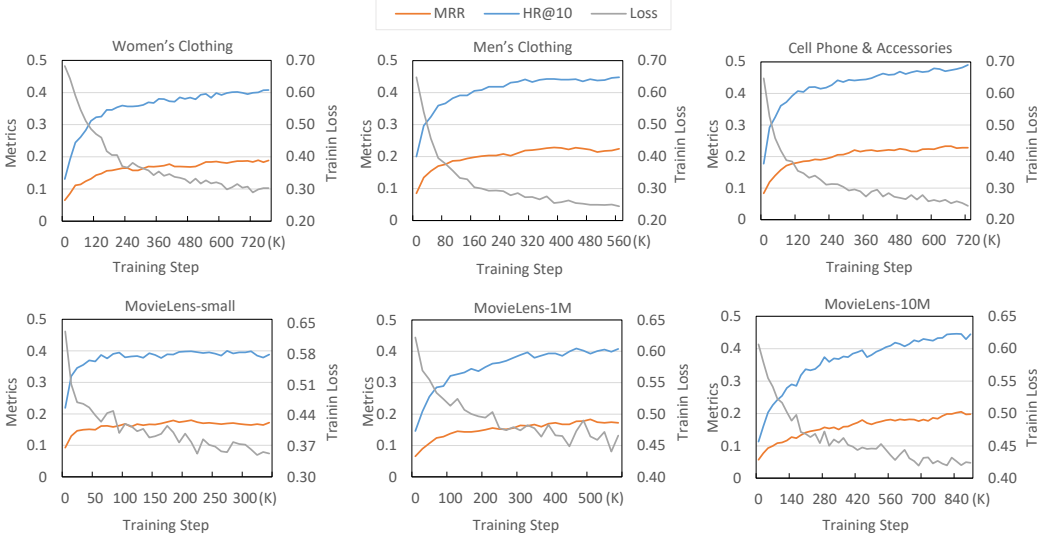 MRR HR@10 Loss
Women's Clothing Men's Clothing Cell Phone & Accessories
0.5 0.70 0.5 0.70 0.5 0.70
0.4 0.60 0.4 0.60 0.4 0.60
0.3 0.50 0.3 0.50 0.3 0.50
0.2 0.40 0.2 0.40 0.2 0.40
0.1 0.30 0.1 0.30 0.1 0.30
0 0.20 0 0.20 0 0.20
Metrics Trainin Loss Metrics Trainin Loss Metrics Trainin Loss
0 120 240 360 480 600 720 (K) 0 80 160 240 320 400 480 560 (K) 0 120 240 360 480 600 720 (K)
Training Step Training Step Training Step
MovieLens-small MovieLens-1M MovieLens-10M
0.5 0.65 0.5 0.65 0.5 0.65
0.4 0.58 0.4 0.60 0.4 0.60
0.3 0.51 0.3 0.55 0.3 0.55
0.2 0.44 0.2 0.50 0.2 0.50
0.1 0.37 0.1 0.45 0.1 0.45
0 0.30 0 0.40 0 0.40
Metrics Trainin Loss Metrics Trainin Loss Metrics Trainin Loss
0 50 100 150 200 250 300 (K) 0 100 200 300 400 500 (K) 0 140 280 420 560 700 840 (K)
Training Step Training Step Training Step